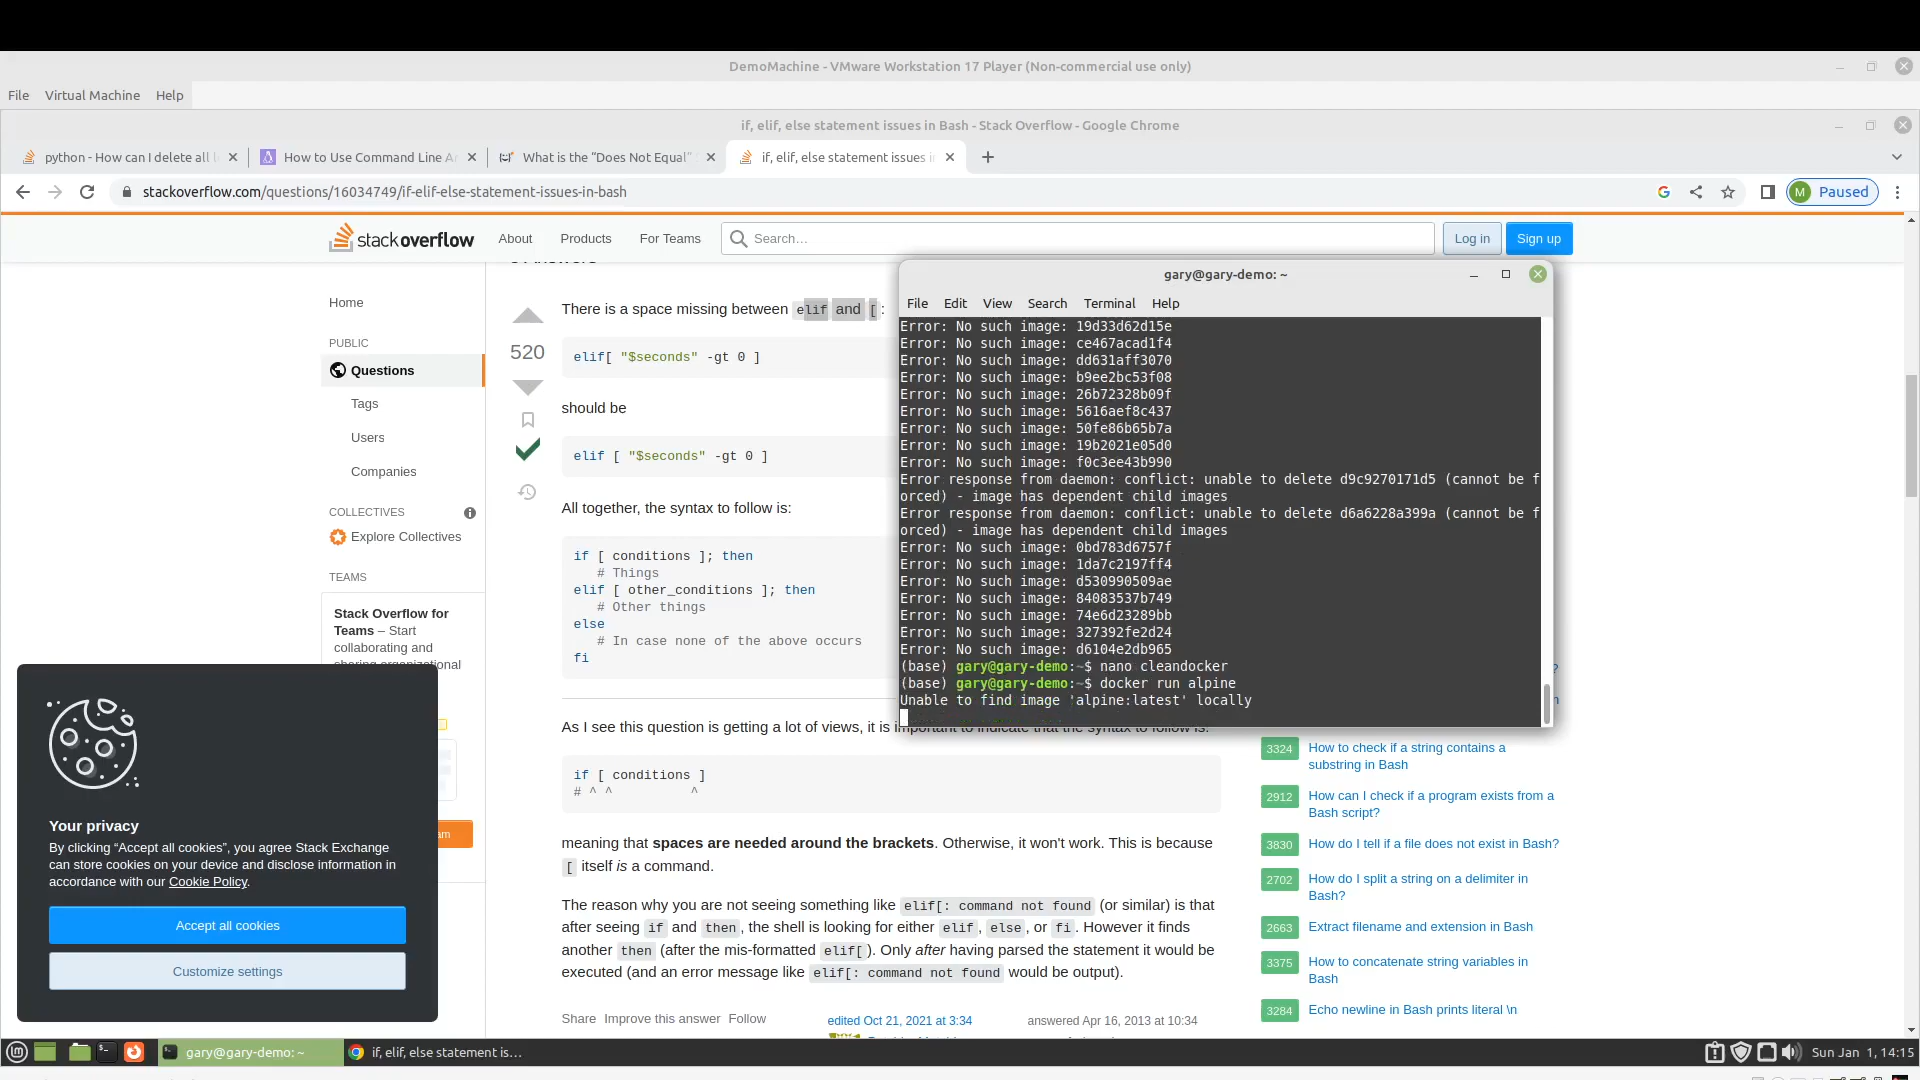 DemoMachine - VMware Workstation 17 Player (Non-commercial use only)
File Virtual Machine Help
if, elif, else statement issues in Bash - Stack Overflow - Google Chrome
python - How can I delete all
How to Use Command Line A
What is the "Does Not Equal"
if, elif, else statement issues i
stackoverflow.com/questions/16034749/if-elif-else-statement-issues-in-bash
M Paused
stackoverflow
About
Products
For Teams
Search...
Log in
Sign up
Home
PUBLIC
Questions
Tags
Users
Companies
COLLECTIVES
Explore Collectives
TEAMS
Stack Overflow for
Teams – Start
collaborating and
There is a space missing between elif and [ :
520
elif[ "$seconds" -gt 0 ]
should be
elif [ "$seconds" -gt 0 ]
All together, the syntax to follow is:
if [ conditions ]; then
# Things
elif [ other_conditions ]; then
# Other things
else
# In case none of the above occurs
fi
As I see this question is getting a lot of views, it is important to indicate that the syntax to follow is:
if [ conditions ]
# ^ ^ ^
meaning that spaces are needed around the brackets. Otherwise, it won't work. This is because
[ itself is a command.
The reason why you are not seeing something like elif[: command not found (or similar) is that
after seeing if and then, the shell is looking for either elif, else, or fi. However it finds
another then (after the mis-formatted elif[). Only after having parsed the statement it would be
executed (and an error message like elif[: command not found would be output).
Share Improve this answer Follow
edited Oct 21, 2021 at 3:34
answered Apr 16, 2013 at 10:34
gary@gary-demo: ~
File Edit View Search Terminal Help
Error: No such image: 19d33d62d15e
Error: No such image: ce467acad1f4
Error: No such image: dd631aff3070
Error: No such image: b9ee2bc53f08
Error: No such image: 26b72328b09f
Error: No such image: 5616aef8c437
Error: No such image: 50fe86b65b7a
Error: No such image: 19b2021e05d0
Error: No such image: f0c3ee43b990
Error response from daemon: conflict: unable to delete d9c9270171d5 (cannot be f
orced) - image has dependent child images
Error response from daemon: conflict: unable to delete d6a6228a399a (cannot be f
orced) - image has dependent child images
Error: No such image: 0bd783d6757f
Error: No such image: 1da7c2197ff4
Error: No such image: d530990509ae
Error: No such image: 84083537b749
Error: No such image: 74e6d23289bb
Error: No such image: 327392fe2d24
Error: No such image: d6104e2db965
(base) gary@gary-demo:~$ nano cleandocker
(base) gary@gary-demo:~$ docker run alpine
Unable to find image 'alpine:latest' locally
3324 How to check if a string contains a
substring in Bash
2912 How can I check if a program exists from a
Bash script?
3830 How do I tell if a file does not exist in Bash?
2702 How do I split a string on a delimiter in
Bash?
2663 Extract filename and extension in Bash
3375 How to concatenate string variables in
Bash
3284 Echo newline in Bash prints literal \n
Your privacy
By clicking “Accept all cookies”, you agree Stack Exchange
can store cookies on your device and disclose information in
accordance with our Cookie Policy.
Accept all cookies
Customize settings
gary@gary-demo: ~
if, elif, else statement is...
Sun Jan 1, 14:15